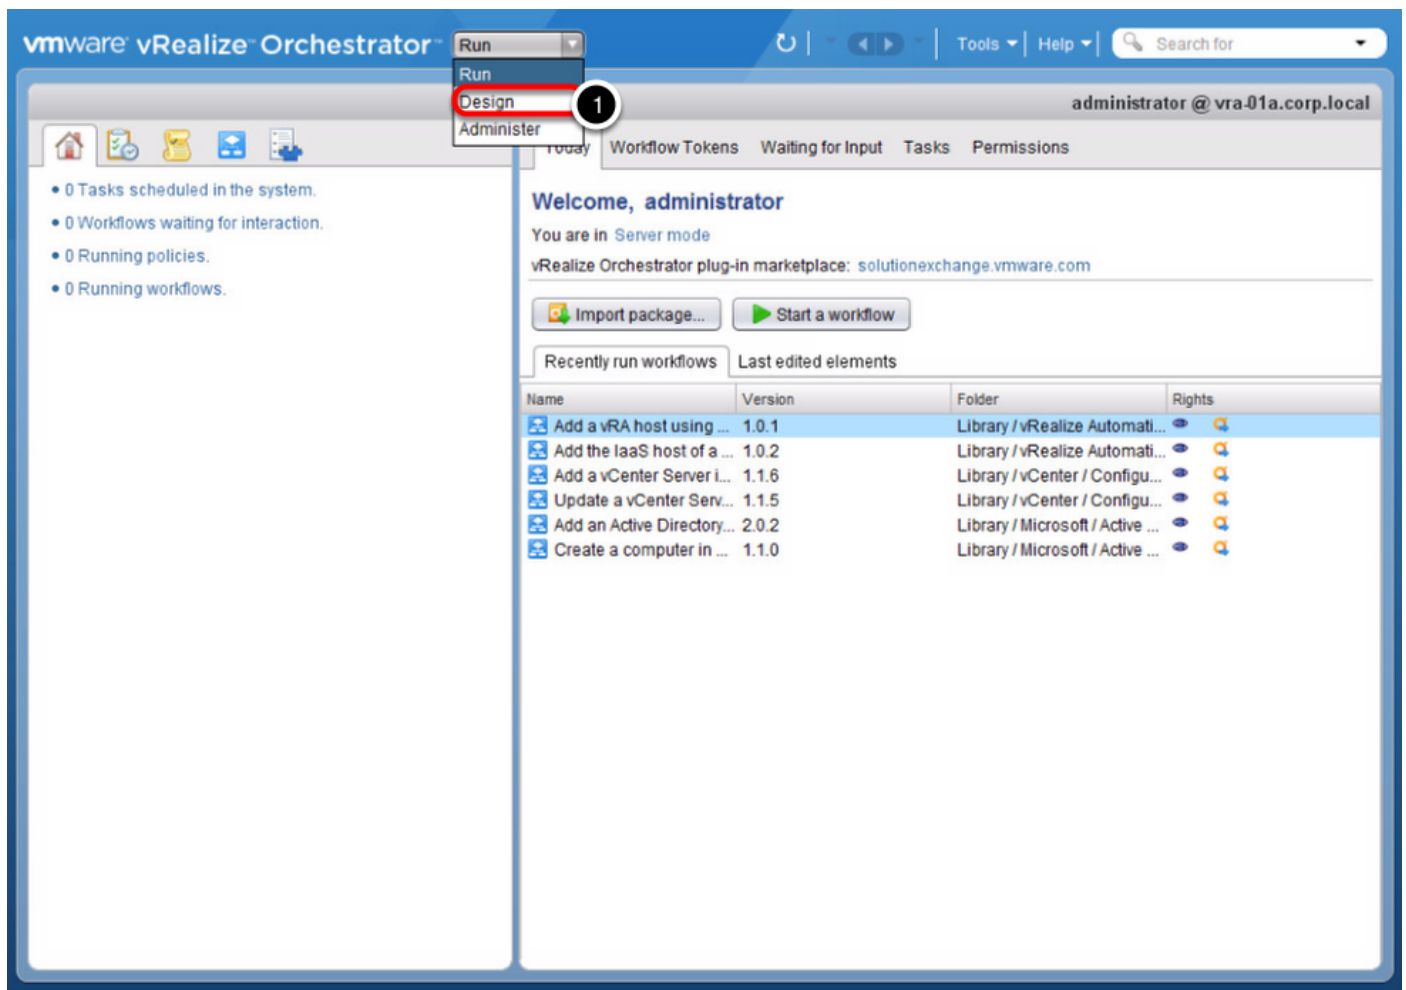 vmware vRealize™ Orchestrator™ Run Tools Help Search for
Run
Design 1
Administer
administrator @ vra-01a.corp.local
Today Workflow Tokens Waiting for Input Tasks Permissions
• 0 Tasks scheduled in the system.
• 0 Workflows waiting for interaction.
• 0 Running policies.
• 0 Running workflows.
Welcome, administrator
You are in Server mode
vRealize Orchestrator plug-in marketplace: solutionexchange.vmware.com
Import package... Start a workflow
Recently run workflows Last edited elements
Name Version Folder Rights
Add a vRA host using ... 1.0.1 Library / vRealize Automati...
Add the IaaS host of a ... 1.0.2 Library / vRealize Automati...
Add a vCenter Server i... 1.1.6 Library / vCenter / Configu...
Update a vCenter Serv... 1.1.5 Library / vCenter / Configu...
Add an Active Directory... 2.0.2 Library / Microsoft / Active ...
Create a computer in ... 1.1.0 Library / Microsoft / Active ...